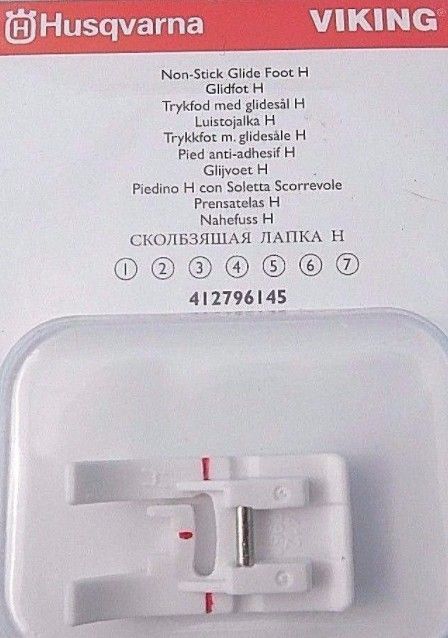 Husqvarna VIKING
Non-Stick Glide Foot H
Glidfot H
Trykfod med glidesål H
Luistojalka H
Trykkfot m. glidesåle H
Pied anti-adhesif H
Glijvoet H
Piedino H con Soletta Scorrevole
Prensatelas H
Nahefuss H
СКОЛБЗЯШАЯ ЛАПКА Н
1 2 3 4 5 6 7
412796145